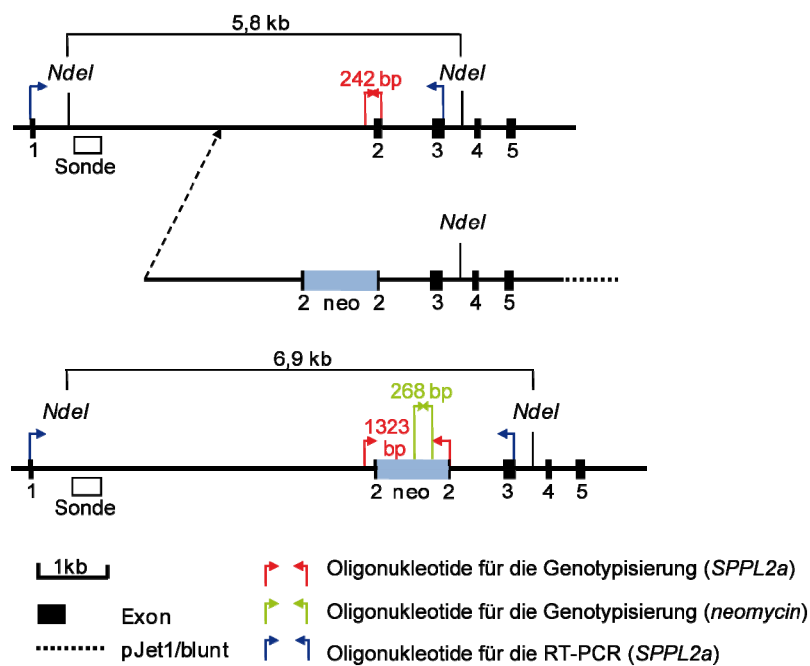 5,8 kb
NdeI
242 bp
NdeI
1
Sonde
2
3
4
5
NdeI
2
neo
2
3
4
5
6,9 kb
268 bp
NdeI
1323
bp
NdeI
1
Sonde
2
neo
2
3
4
5
1kb
Oligonukleotide für die Genotypisierung (SPPL2a)
Exon
Oligonukleotide für die Genotypisierung (neomycin)
pJet1/blunt
Oligonukleotide für die RT-PCR (SPPL2a)